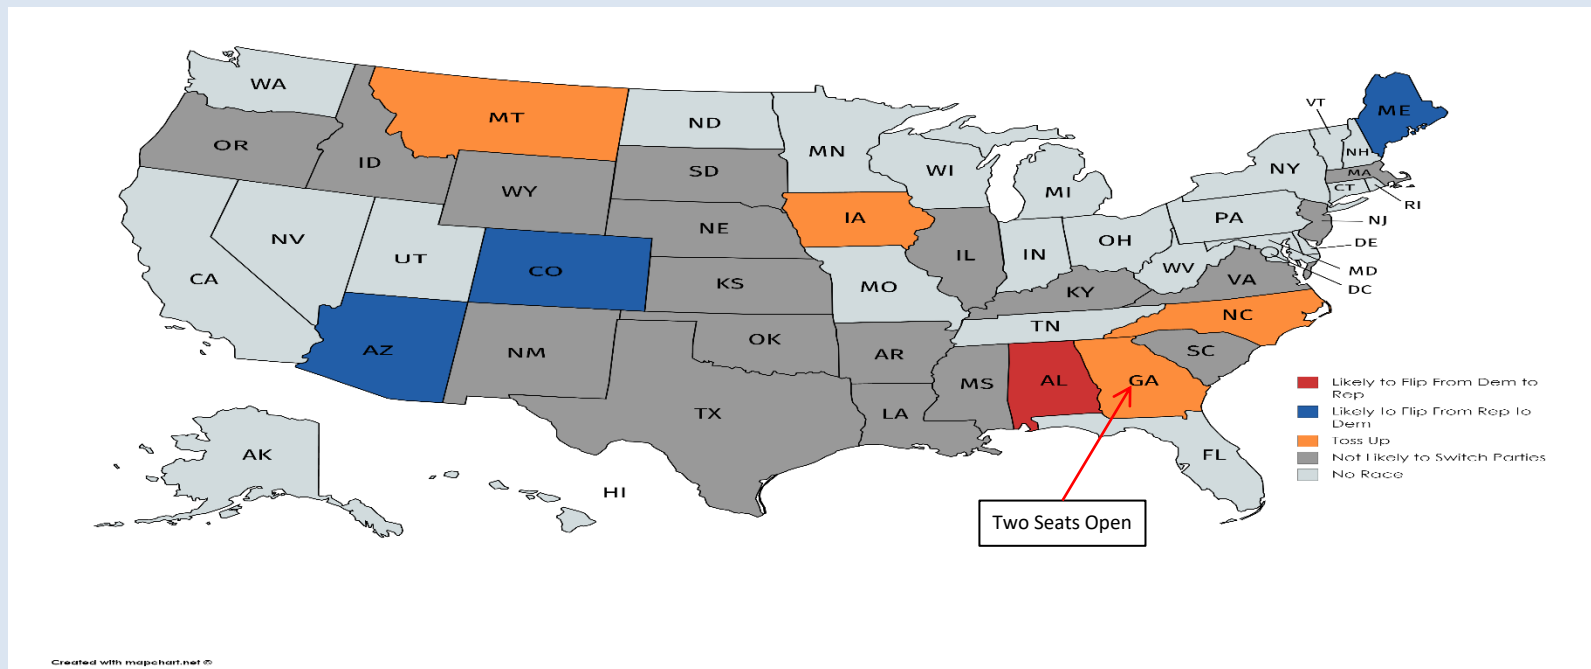 WA
MT
ND
MN
VT
ME
OR
ID
SD
WI
NH
WY
MI
NY
MA
CT
RI
IA
NE
PA
NJ
NV
UT
CO
IL
IN
OH
DE
CA
KS
MO
WV
VA
MD
KY
DC
AZ
NM
OK
AR
TN
NC
MS
AL
GA
SC
TX
LA
AK
FL
HI
Two Seats Open
Likely to Flip From Dem to
Rep
Likely to Flip From Rep to
Dem
Toss Up
Not Likely to Switch Parties
No Race
Created with mapchart.net ©